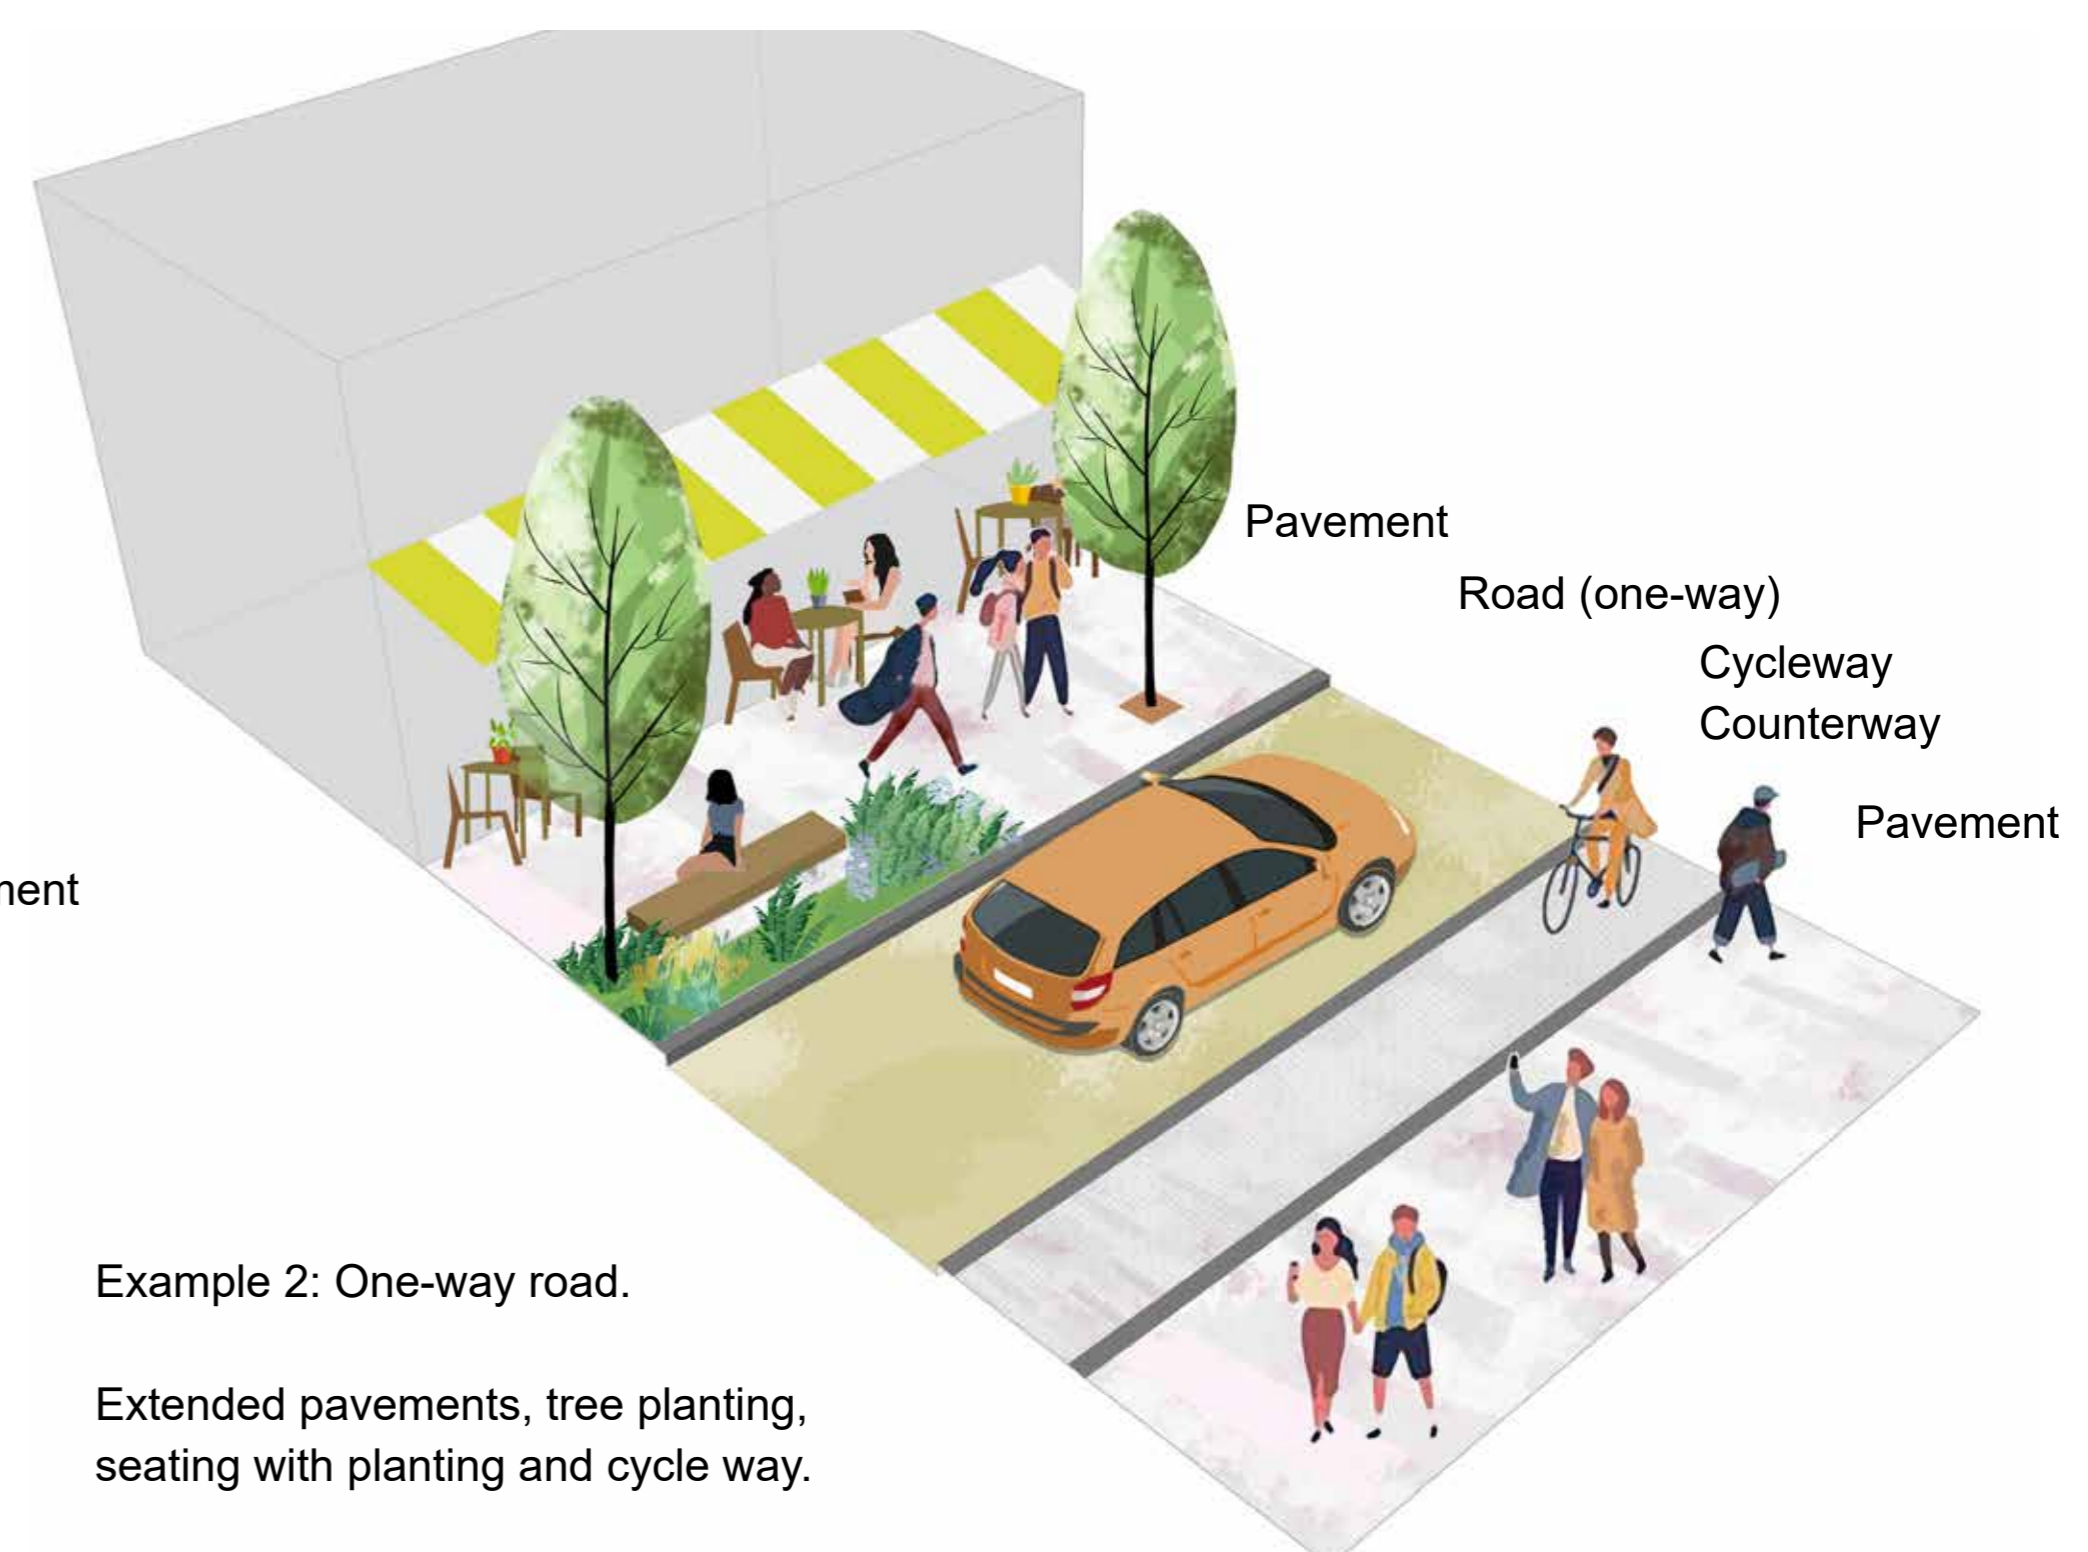 Pavement
Road (one-way)
Cycleway
Counterway
Pavement
Example 2: One-way road.
Extended pavements, tree planting,
seating with planting and cycle way.